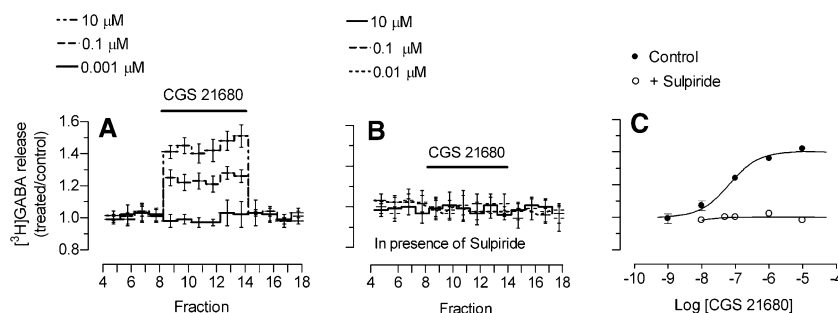 10 μM
0.1 μM
0.001 μM
CGS 21680
A
[³H]GABA release
(treated/control)
1.6
1.4
1.2
1.0
0.8
4 6 8 10 12 14 16 18
Fraction
10 μM
0.1 μM
0.01 μM
B
CGS 21680
In presence of Sulpiride
4 6 8 10 12 14 16 18
Fraction
Control
+ Sulpiride
C
-10 -9 -8 -7 -6 -5 -4
Log [CGS 21680]